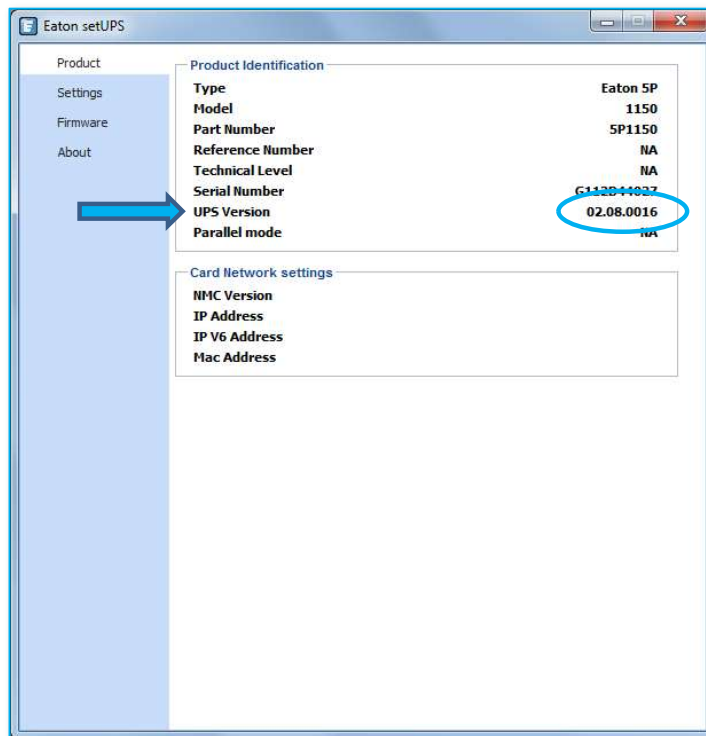 Eaton setUPS
Product
Settings
Firmware
About
Product Identification
Type Eaton 5P
Model 1150
Part Number 5P1150
Reference Number NA
Technical Level NA
Serial Number G112B44027
UPS Version 02.08.0016
Parallel mode NA
Card Network settings
NMC Version
IP Address
IP V6 Address
Mac Address